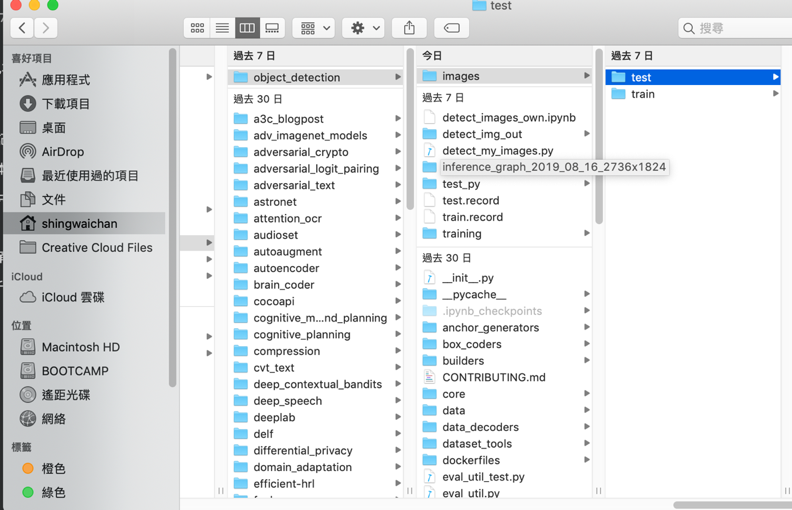 test
搜尋
喜好項目
應用程式
下載項目
桌面
AirDrop
最近使用過的項目
文件
shingwaichan
Creative Cloud Files
iCloud
iCloud 雲碟
位置
Macintosh HD
BOOTCAMP
遙距光碟
網絡
標籤
橙色
綠色
過去 7 日
object_detection
過去 30 日
a3c_blogpost
adv_imagenet_models
adversarial_crypto
adversarial_logit_pairing
adversarial_text
astronet
attention_ocr
audioset
autoaugment
autoencoder
brain_coder
cocoapi
cognitive_m...nd_planning
cognitive_planning
compression
cvt_text
deep_contextual_bandits
deep_speech
deeplab
delf
differential_privacy
domain_adaptation
efficient-hrl
今日
images
過去 7 日
detect_images_own.ipynb
detect_img_out
detect_my_images.py
inference_graph_2019_08_16_2736x1824
test_py
test.record
train.record
training
過去 30 日
__init__.py
__pycache__
.ipynb_checkpoints
anchor_generators
box_coders
builders
CONTRIBUTING.md
core
data
data_decoders
dataset_tools
dockerfiles
eval_util_test.py
eval_util.py
過去 7 日
test
train